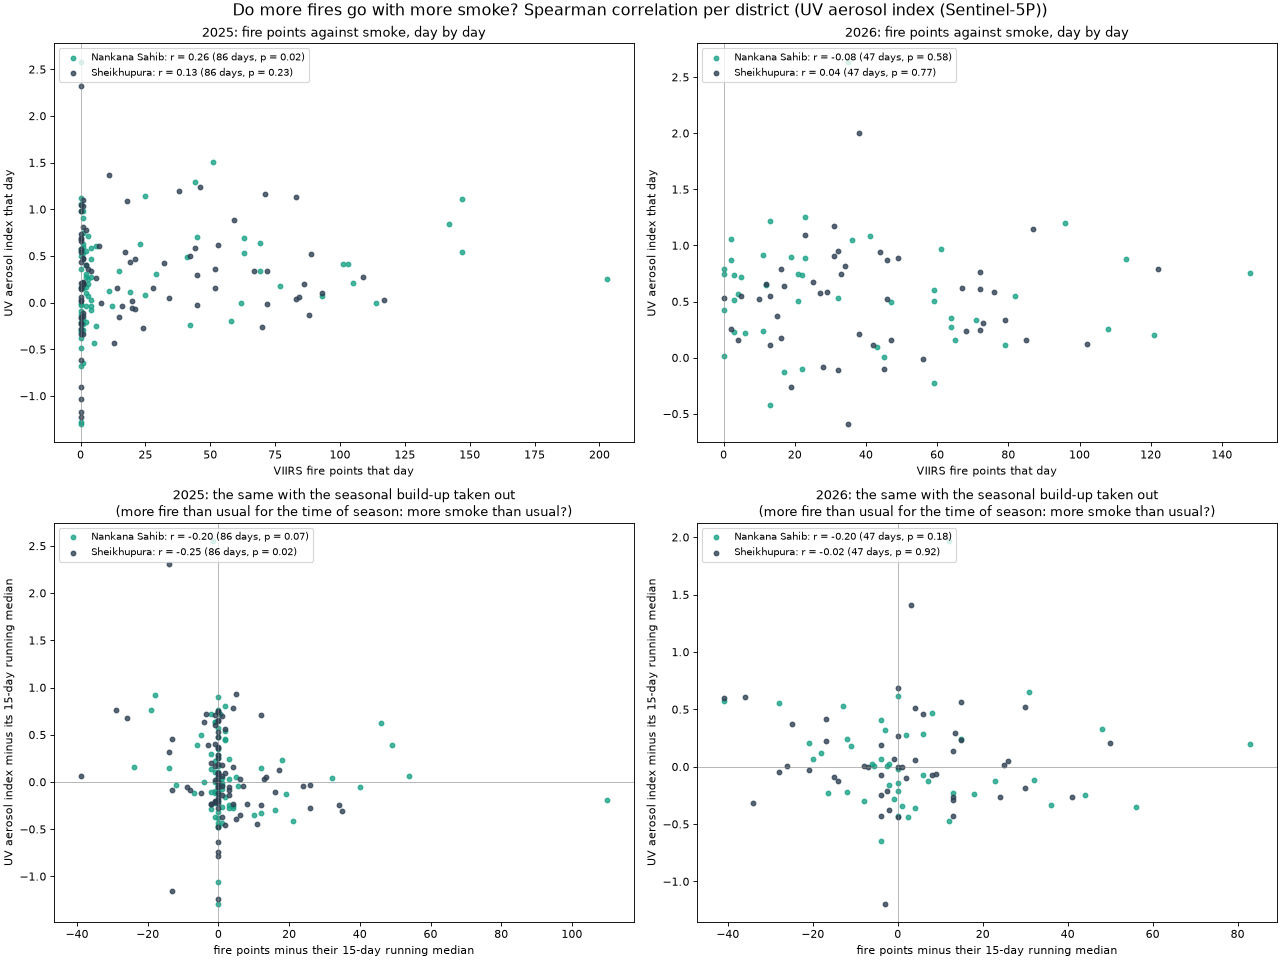 Do more fires go with more smoke? Spearman correlation per district (UV aerosol index (Sentinel-5P))
2025: fire points against smoke, day by day
Nankana Sahib: r = 0.26 (86 days, p = 0.02)
Sheikhupura: r = 0.13 (86 days, p = 0.23)
UV aerosol index that day
2.5
2.0
1.5
1.0
0.5
0.0
−0.5
−1.0
0 25 50 75 100 125 150 175 200
VIIRS fire points that day
2026: fire points against smoke, day by day
Nankana Sahib: r = -0.08 (47 days, p = 0.58)
Sheikhupura: r = 0.04 (47 days, p = 0.77)
UV aerosol index that day
2.5
2.0
1.5
1.0
0.5
0.0
−0.5
0 20 40 60 80 100 120 140
VIIRS fire points that day
2025: the same with the seasonal build-up taken out
(more fire than usual for the time of season: more smoke than usual?)
Nankana Sahib: r = -0.20 (86 days, p = 0.07)
Sheikhupura: r = -0.25 (86 days, p = 0.02)
UV aerosol index minus its 15-day running median
2.5
2.0
1.5
1.0
0.5
0.0
−0.5
−1.0
−40 −20 0 20 40 60 80 100
fire points minus their 15-day running median
2026: the same with the seasonal build-up taken out
(more fire than usual for the time of season: more smoke than usual?)
Nankana Sahib: r = -0.20 (47 days, p = 0.18)
Sheikhupura: r = -0.02 (47 days, p = 0.92)
UV aerosol index minus its 15-day running median
2.0
1.5
1.0
0.5
0.0
−0.5
−1.0
−40 −20 0 20 40 60 80
fire points minus their 15-day running median